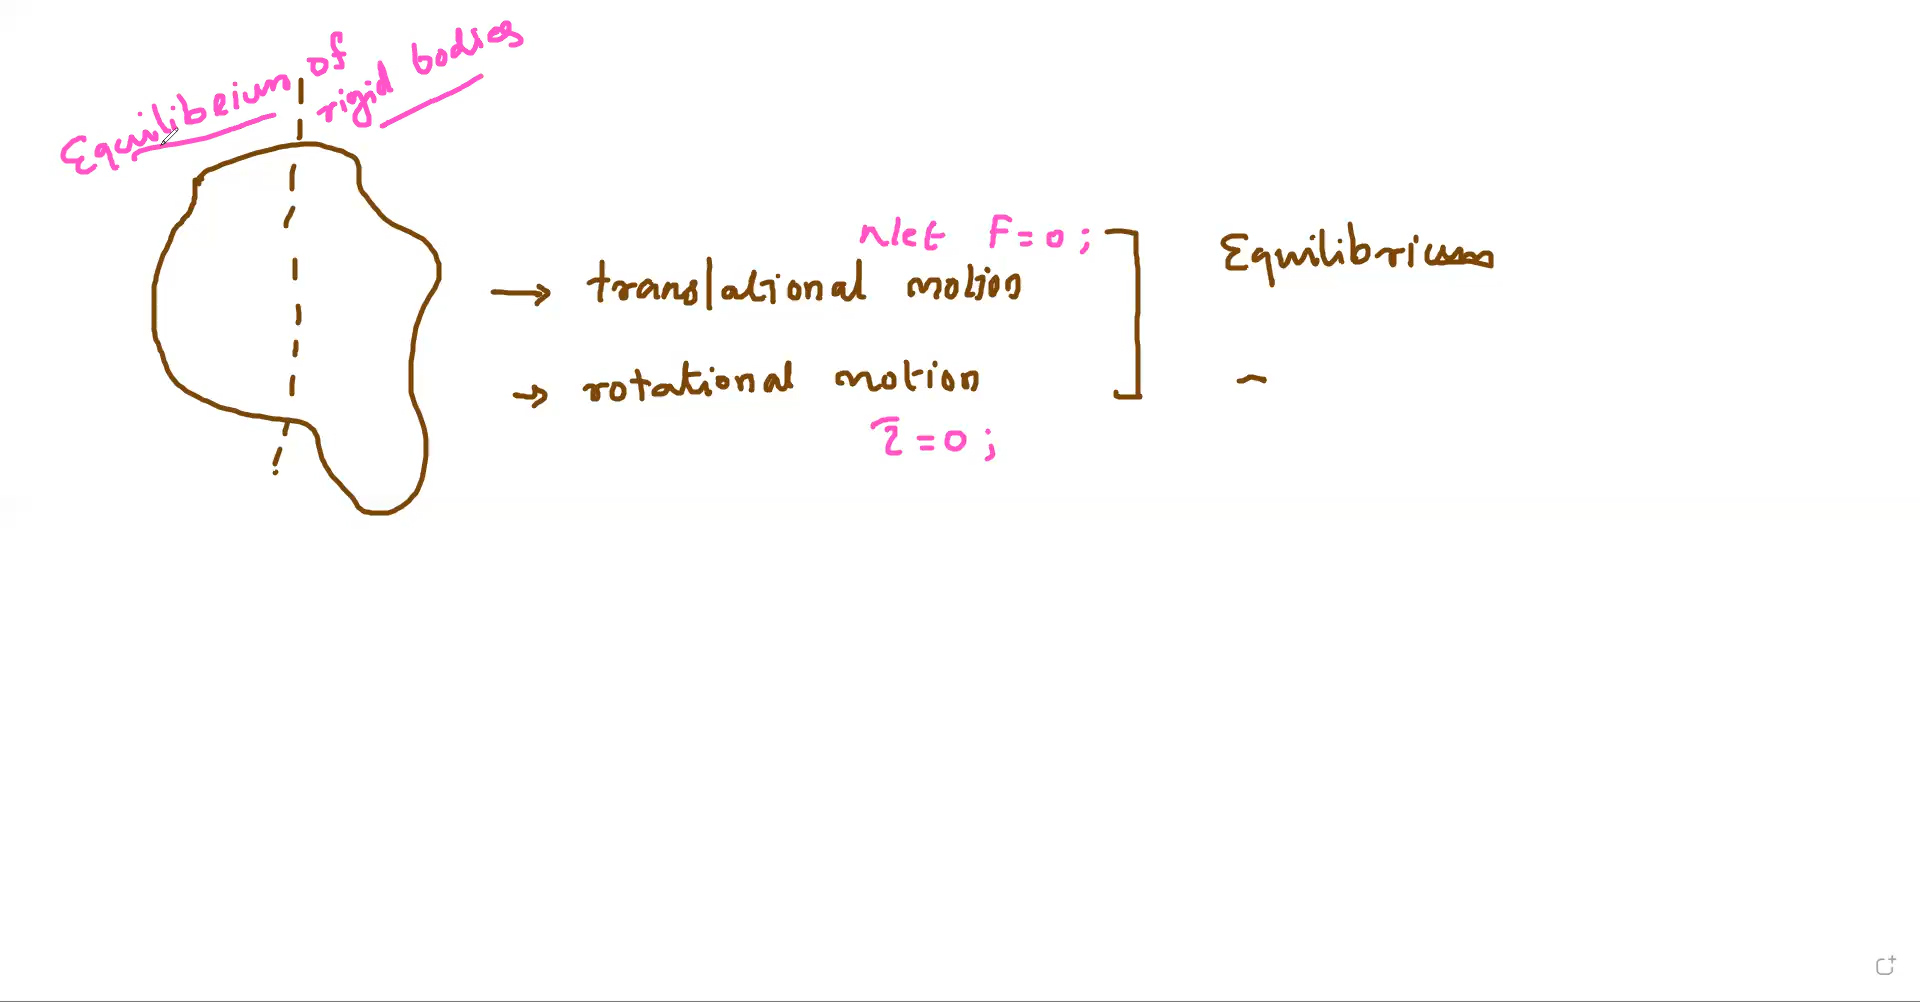 Equilibrium of
rigid bodies
Net F = 0 ;
→ translational motion
Equilibrium
→ rotational motion
τ = 0 ;